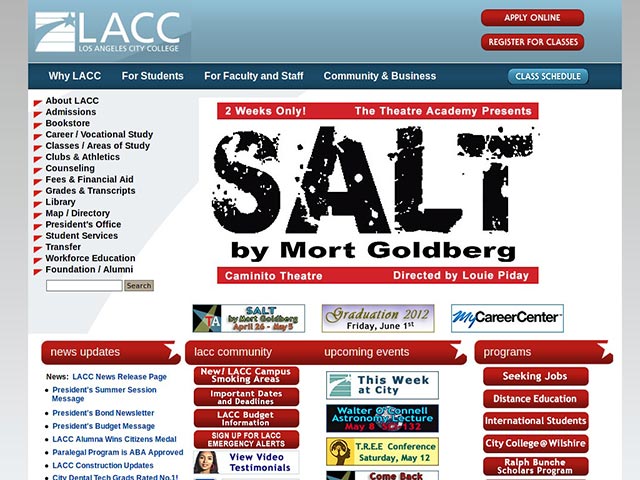 LACC
LOS ANGELES CITY COLLEGE
APPLY ONLINE
REGISTER FOR CLASSES
Why LACC
For Students
For Faculty and Staff
Community & Business
CLASS SCHEDULE
About LACC
Admissions
Bookstore
Career / Vocational Study
Classes / Areas of Study
Clubs & Athletics
Counseling
Fees & Financial Aid
Grades & Transcripts
Library
Map / Directory
President's Office
Student Services
Transfer
Workforce Education
Foundation / Alumni
Search
2 Weeks Only!
The Theatre Academy Presents
SALT
by Mort Goldberg
Caminito Theatre
Directed by Louie Piday
TA
SALT
by Mort Goldberg
April 26 - May 5
Graduation 2012
Friday, June 1st
MyCareerCenter
news updates
News: LACC News Release Page
President's Summer Session
Message
President's Bond Newsletter
President's Budget Message
LACC Alumna Wins Citizens Medal
Paralegal Program is ABA Approved
LACC Construction Updates
City Dental Tech Grads Rated No.1!
lacc community
New! LACC Campus
Smoking Areas
Important Dates
and Deadlines
LACC Budget
Information
SIGN UP FOR LACC
EMERGENCY ALERTS
View Video
Testimonials
upcoming events
This Week
at City
Walter O'Connell
Astronomy Lecture
May 8
132
T.R.E.E Conference
Saturday, May 12
Come Back
programs
Seeking Jobs
Distance Education
International Students
City College@Wilshire
Ralph Bunche
Scholars Program